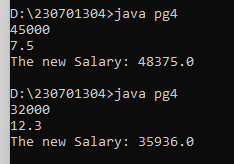 D:\230701304>java pg4
45000
7.5
The new Salary: 48375.0
D:\230701304>java pg4
32000
12.3
The new Salary: 35936.0